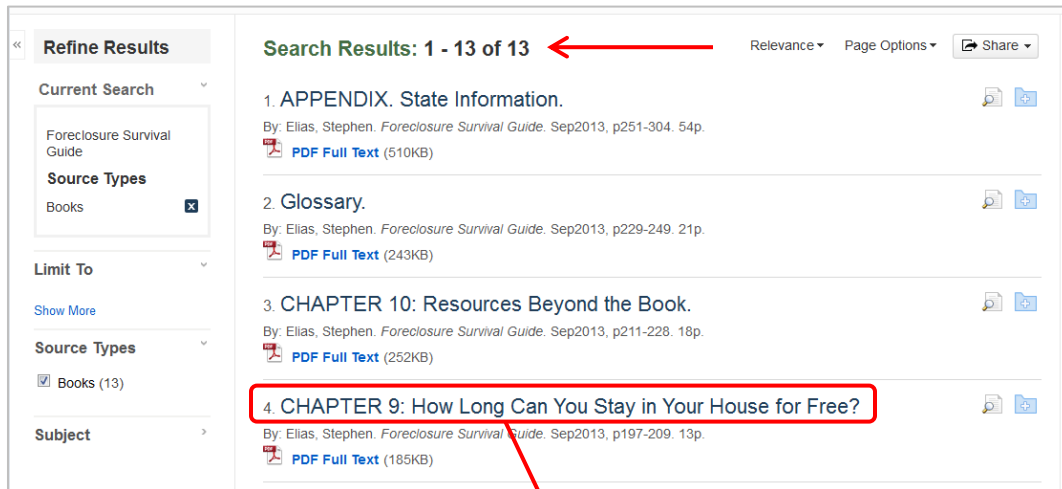 «
Refine Results
Current Search
Foreclosure Survival
Guide
Source Types
Books x
Limit To
Show More
Source Types
Books (13)
Subject
Search Results: 1 - 13 of 13
Relevance Page Options Share
1. APPENDIX. State Information.
By: Elias, Stephen. Foreclosure Survival Guide. Sep2013, p251-304. 54p.
PDF Full Text (510KB)
2. Glossary.
By: Elias, Stephen. Foreclosure Survival Guide. Sep2013, p229-249. 21p.
PDF Full Text (243KB)
3. CHAPTER 10: Resources Beyond the Book.
By: Elias, Stephen. Foreclosure Survival Guide. Sep2013, p211-228. 18p.
PDF Full Text (252KB)
4. CHAPTER 9: How Long Can You Stay in Your House for Free?
By: Elias, Stephen. Foreclosure Survival Guide. Sep2013, p197-209. 13p.
PDF Full Text (185KB)